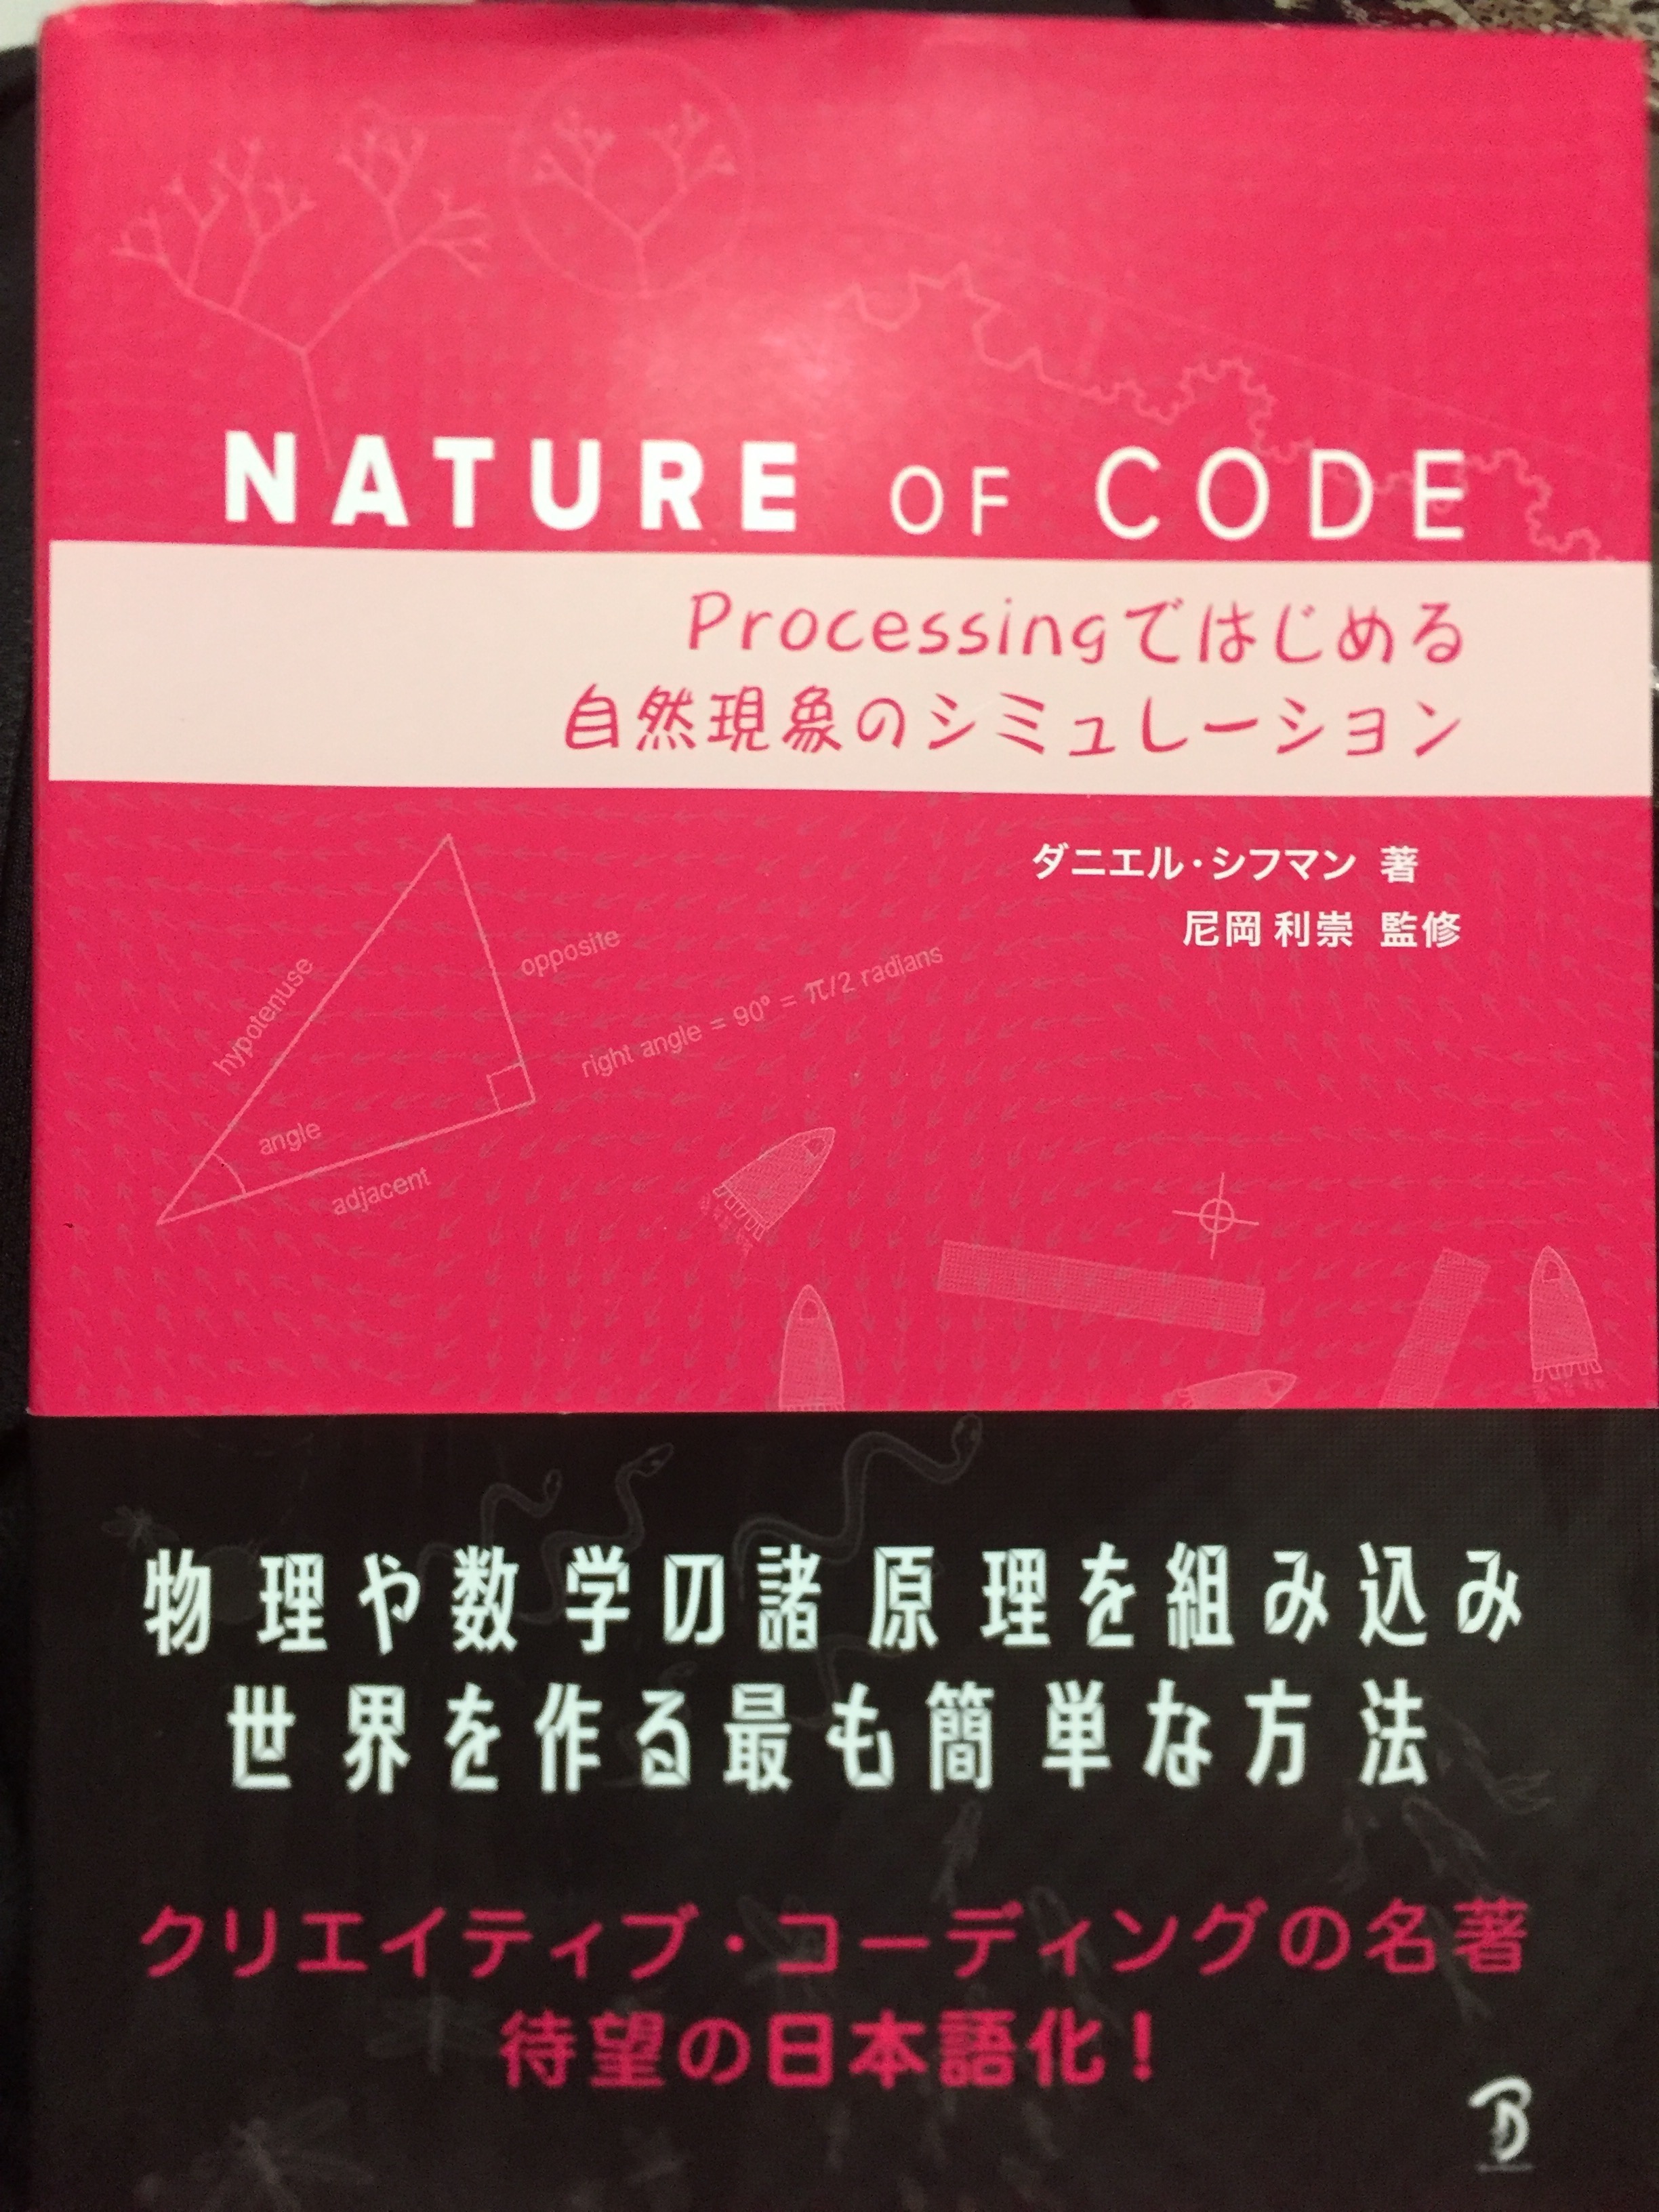 NATURE OF CODE
Processingではじめる
自然現象のシミュレーション
ダニエル・シフマン 著
尼岡 利崇 監修
hypotenuse
opposite
right angle = 90° = π/2 radians
angle
adjacent
物理や数学の諸原理を組み込み
世界を作る最も簡単な方法
クリエイティブ・コーディングの名著
待望の日本語化!
B